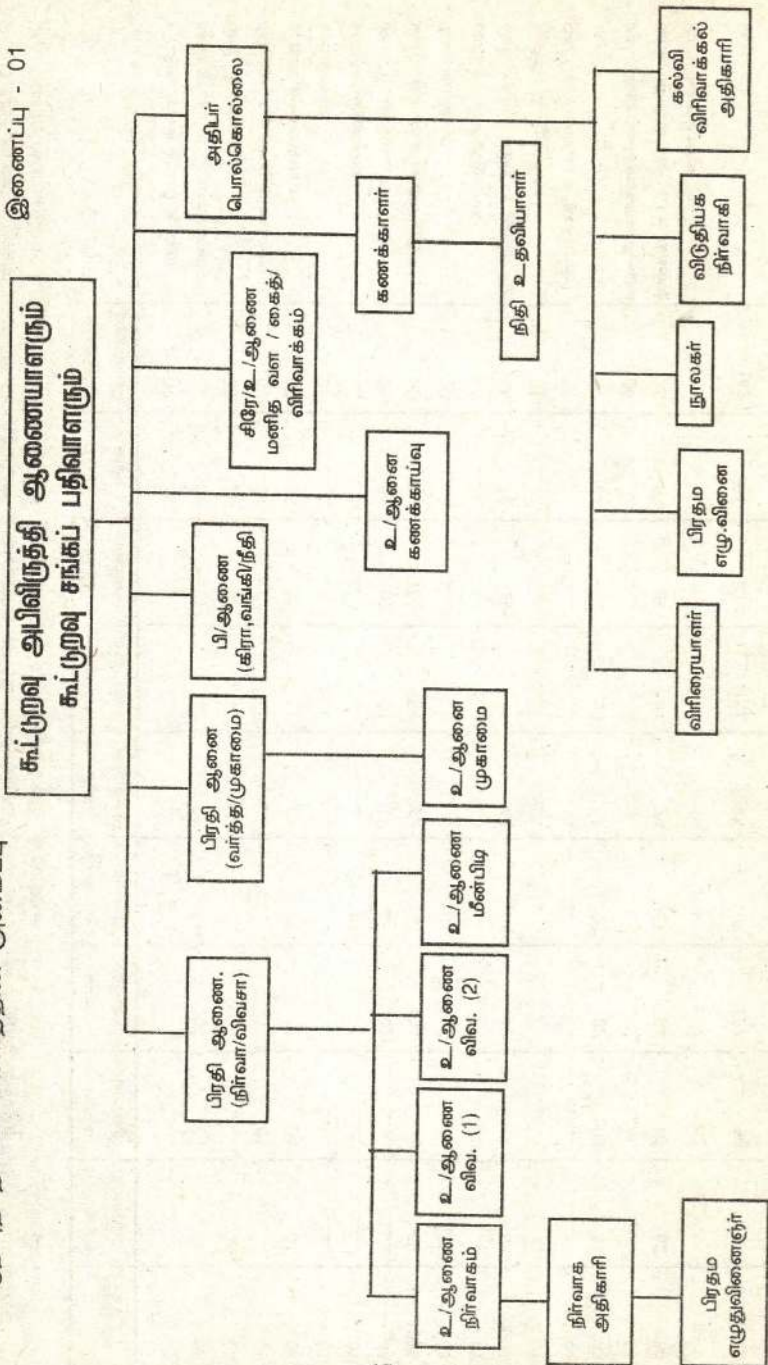 இணைப்பு - 01
கூட்டுறவு அபிவிருத்தி ஆணையாளரும்
கூட்டுறவு சங்கப் பதிவாளரும்
பிரதி ஆணை.
(நிர்வா/விவசா)
பிரதி ஆணை
(வர்த்த/முகாமை)
பி/ஆணை
(கிரா,வங்கி/நீதி)
சிரே/உ/ஆணை
மனித வள / கைத்/
விரிவாக்கம்
அதிபர்
பொல்கொல்லை
உ/ஆணை
நிர்வாகம்
உ/ஆணை
விவ. (1)
உ/ஆணை
விவ. (2)
உ/ஆணை
மீன்பிடி
உ/ஆணை
முகாமை
உ/ஆணை
கணக்காய்வு
கணக்காளர்
நிதி உதவியாளர்
நிர்வாக
அதிகாரி
பிரதம
எழுதுவினைஞர்
விரிரையாளர்
பிரதம
எழு.வினை
நூலகர்
விடுதியக
நிர்வாகி
கல்வி
விரிவாக்கல்
அதிகாரி